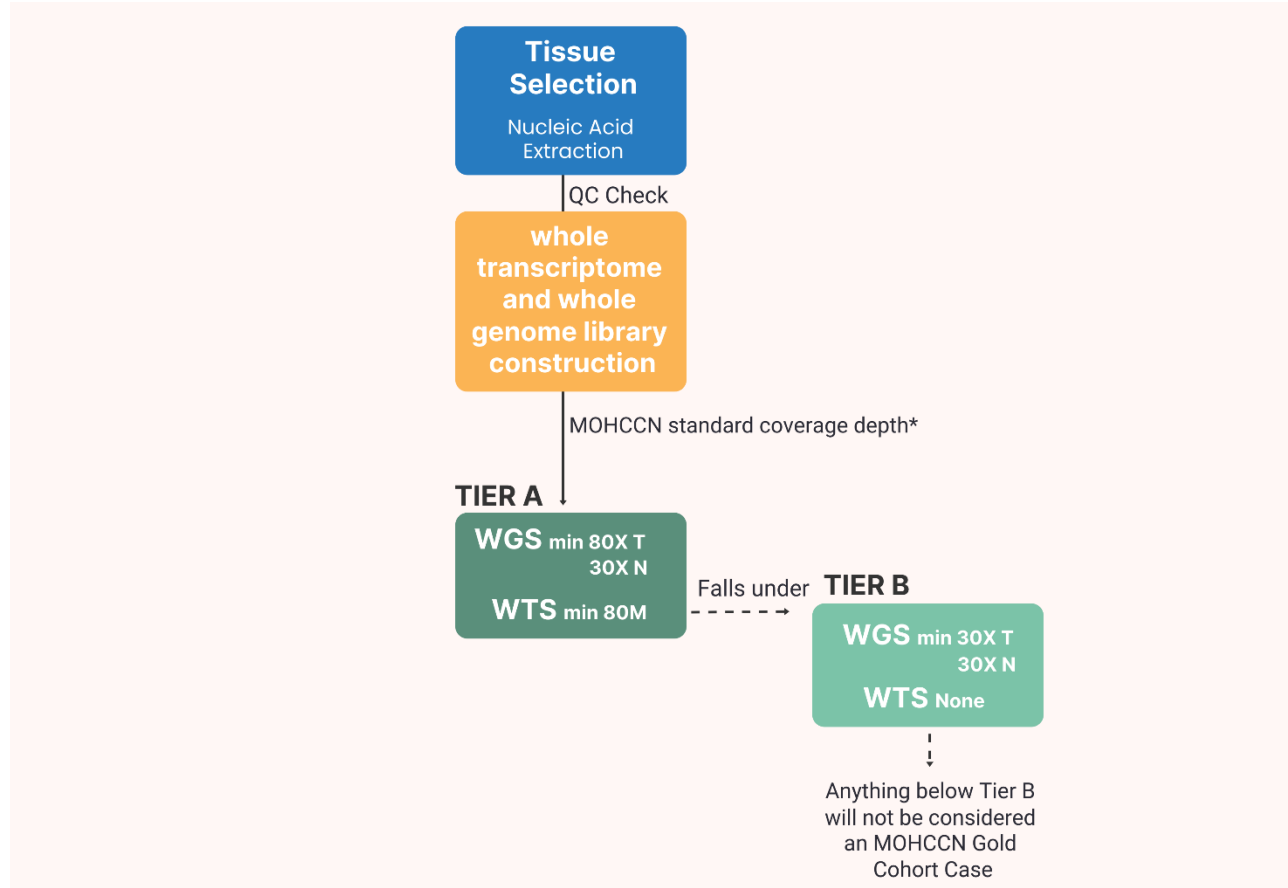 Tissue
Selection
Nucleic Acid
Extraction
QC Check
whole
transcriptome
and whole
genome library
construction
MOHCCN standard coverage depth*
TIER A
WGS min 80X T
30X N
WTS min 80M
Falls under
TIER B
WGS min 30X T
30X N
WTS None
Anything below Tier B
will not be considered
an MOHCCN Gold
Cohort Case